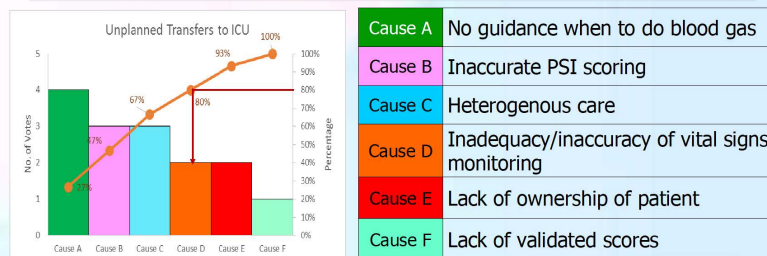 Unplanned Transfers to ICU
100%
93%
80%
67%
47%
27%
No. of Votes
5
4
3
2
1
0
Percentage
100%
90%
80%
70%
60%
50%
40%
30%
20%
10%
0%
Cause A
Cause B
Cause C
Cause D
Cause E
Cause F
Cause A No guidance when to do blood gas
Cause B Inaccurate PSI scoring
Cause C Heterogenous care
Cause D Inadequacy/inaccuracy of vital signs
monitoring
Cause E Lack of ownership of patient
Cause F Lack of validated scores